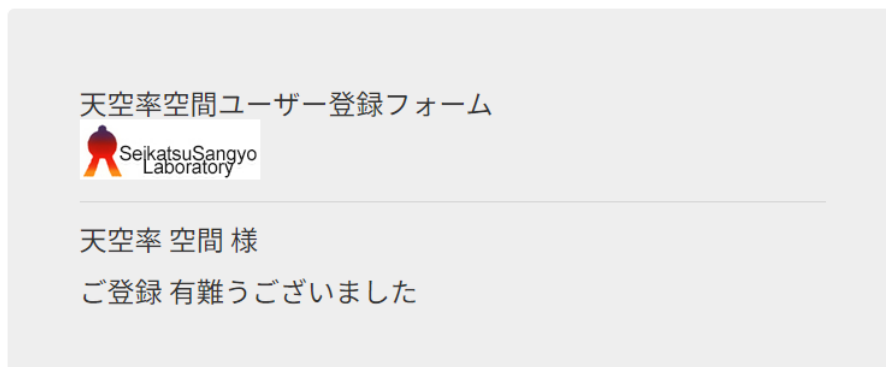 天空率空間ユーザー登録フォーム
SeikatsuSangyo
Laboratory
天空率 空間 様
ご登録 有難うございました